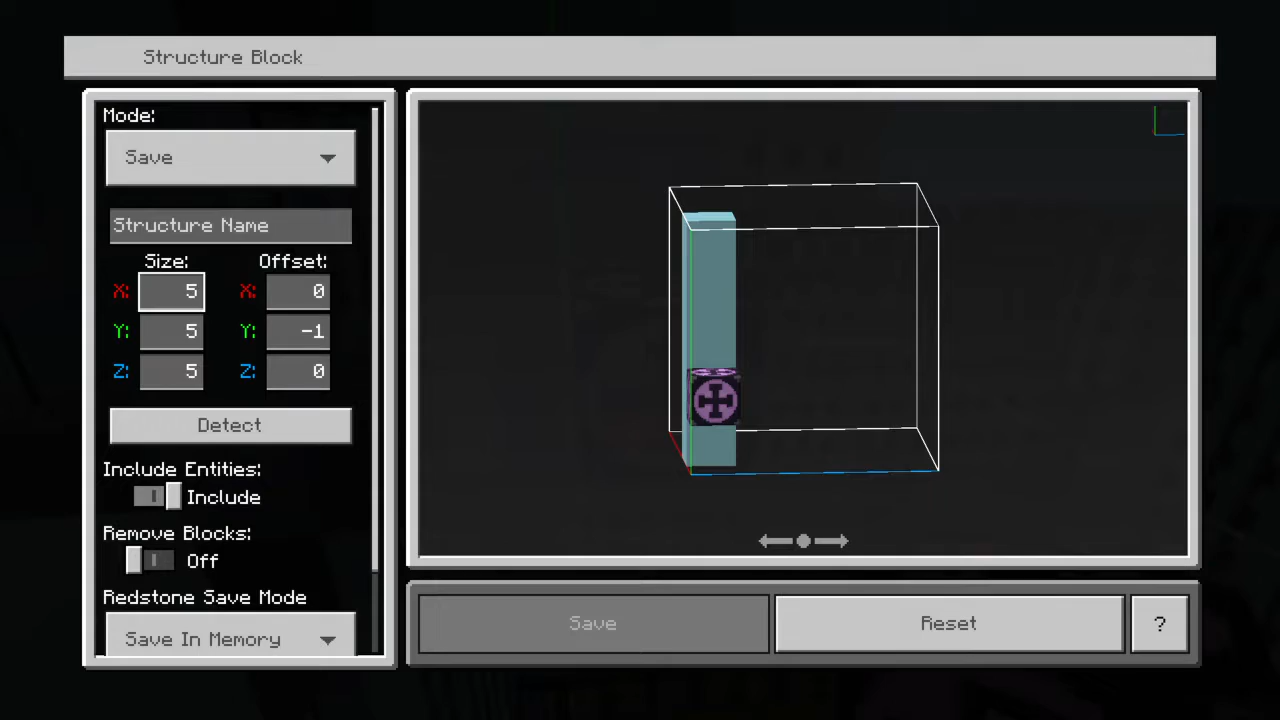 Structure Block
Mode:
Save
Structure Name
Size: Offset:
X: 5 X: 0
Y: 5 Y: -1
Z: 5 Z: 0
Detect
Include Entities:
Include
Remove Blocks:
Off
Redstone Save Mode
Save In Memory
Save Reset ?